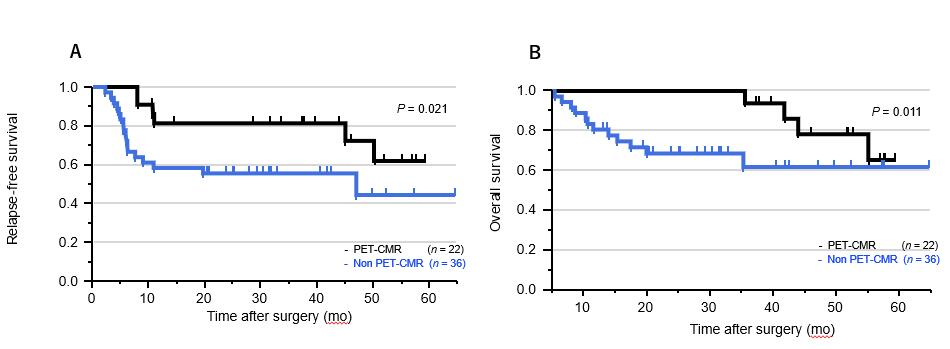 A
Relapse-free survival
1.0
0.8
0.6
0.4
0.2
0.0
P = 0.021
- PET-CMR (n = 22)
- Non PET-CMR (n = 36)
0 10 20 30 40 50 60
Time after surgery (mo)
B
Overall survival
1.0
0.8
0.6
0.4
0.2
0.0
P = 0.011
- PET-CMR (n = 22)
- Non PET-CMR (n = 36)
10 20 30 40 50 60
Time after surgery (mo)